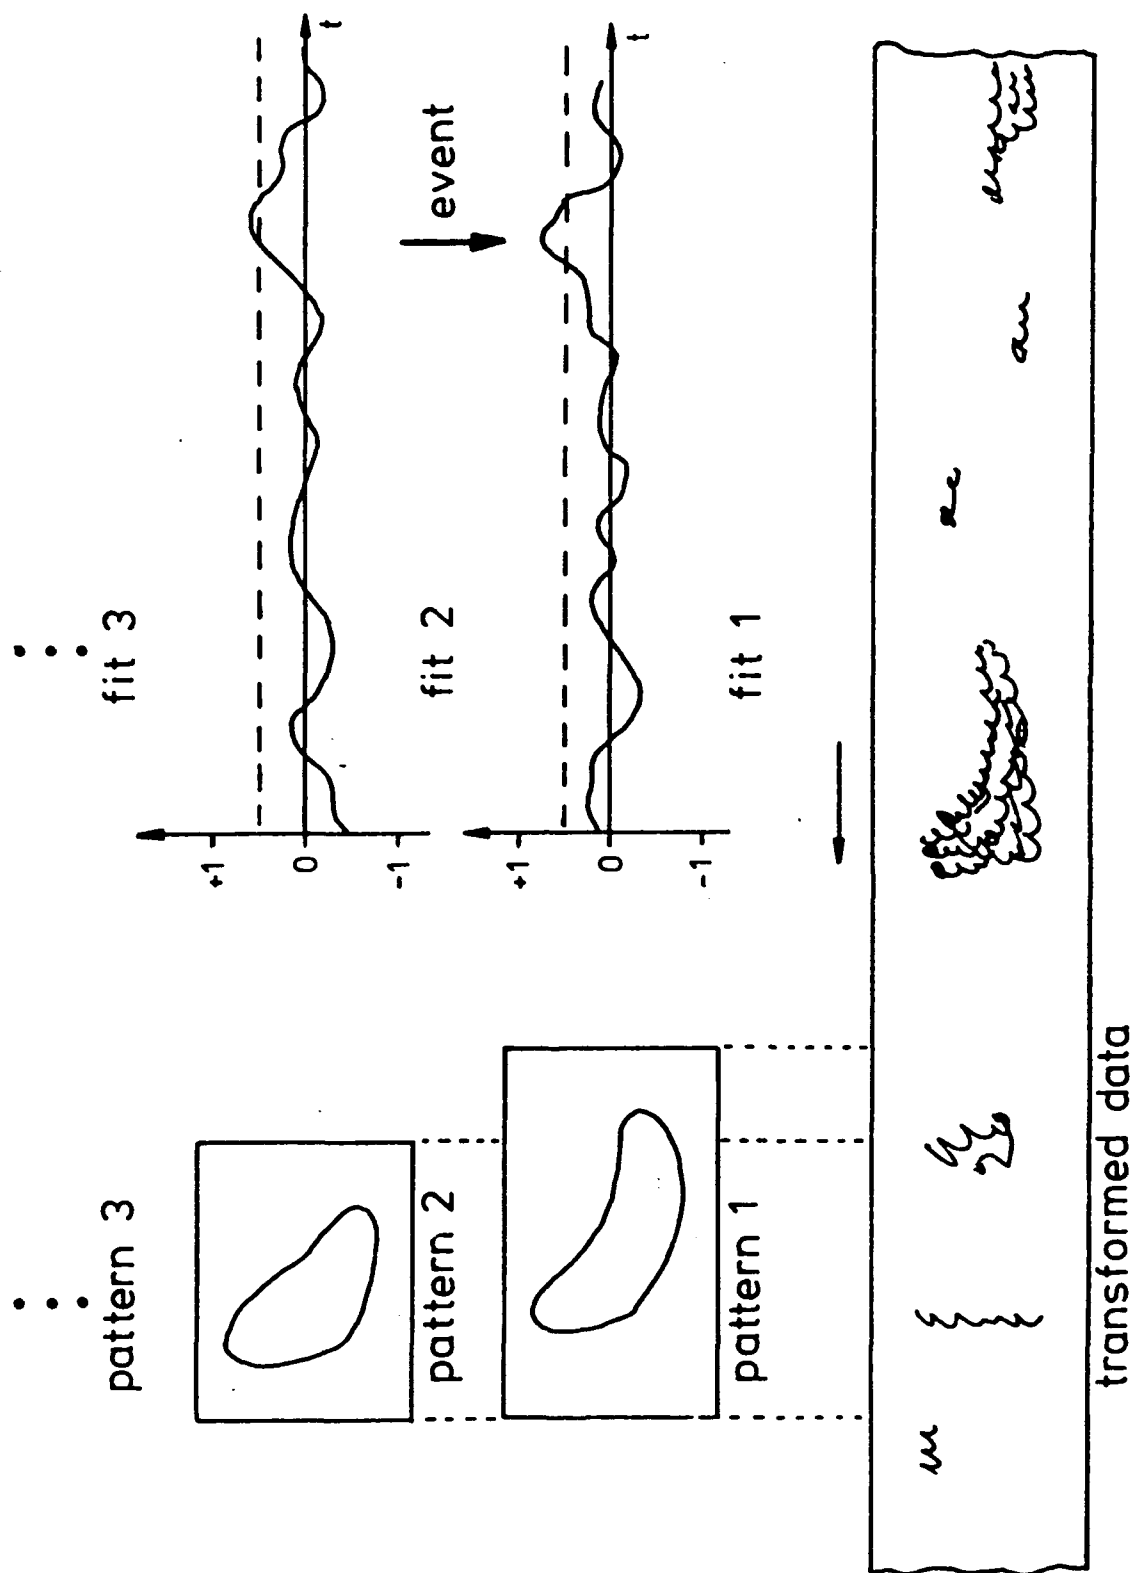 pattern 3
fit 3
+1
0
-1
t
pattern 2
fit 2
event
+1
0
-1
t
pattern 1
fit 1
transformed data